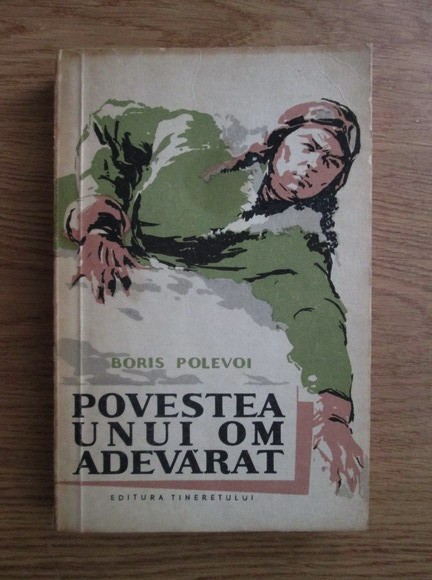 BORIS POLEVOI
POVESTEA
UNUI OM
ADEVĂRAT
EDITURA TINERETULUI